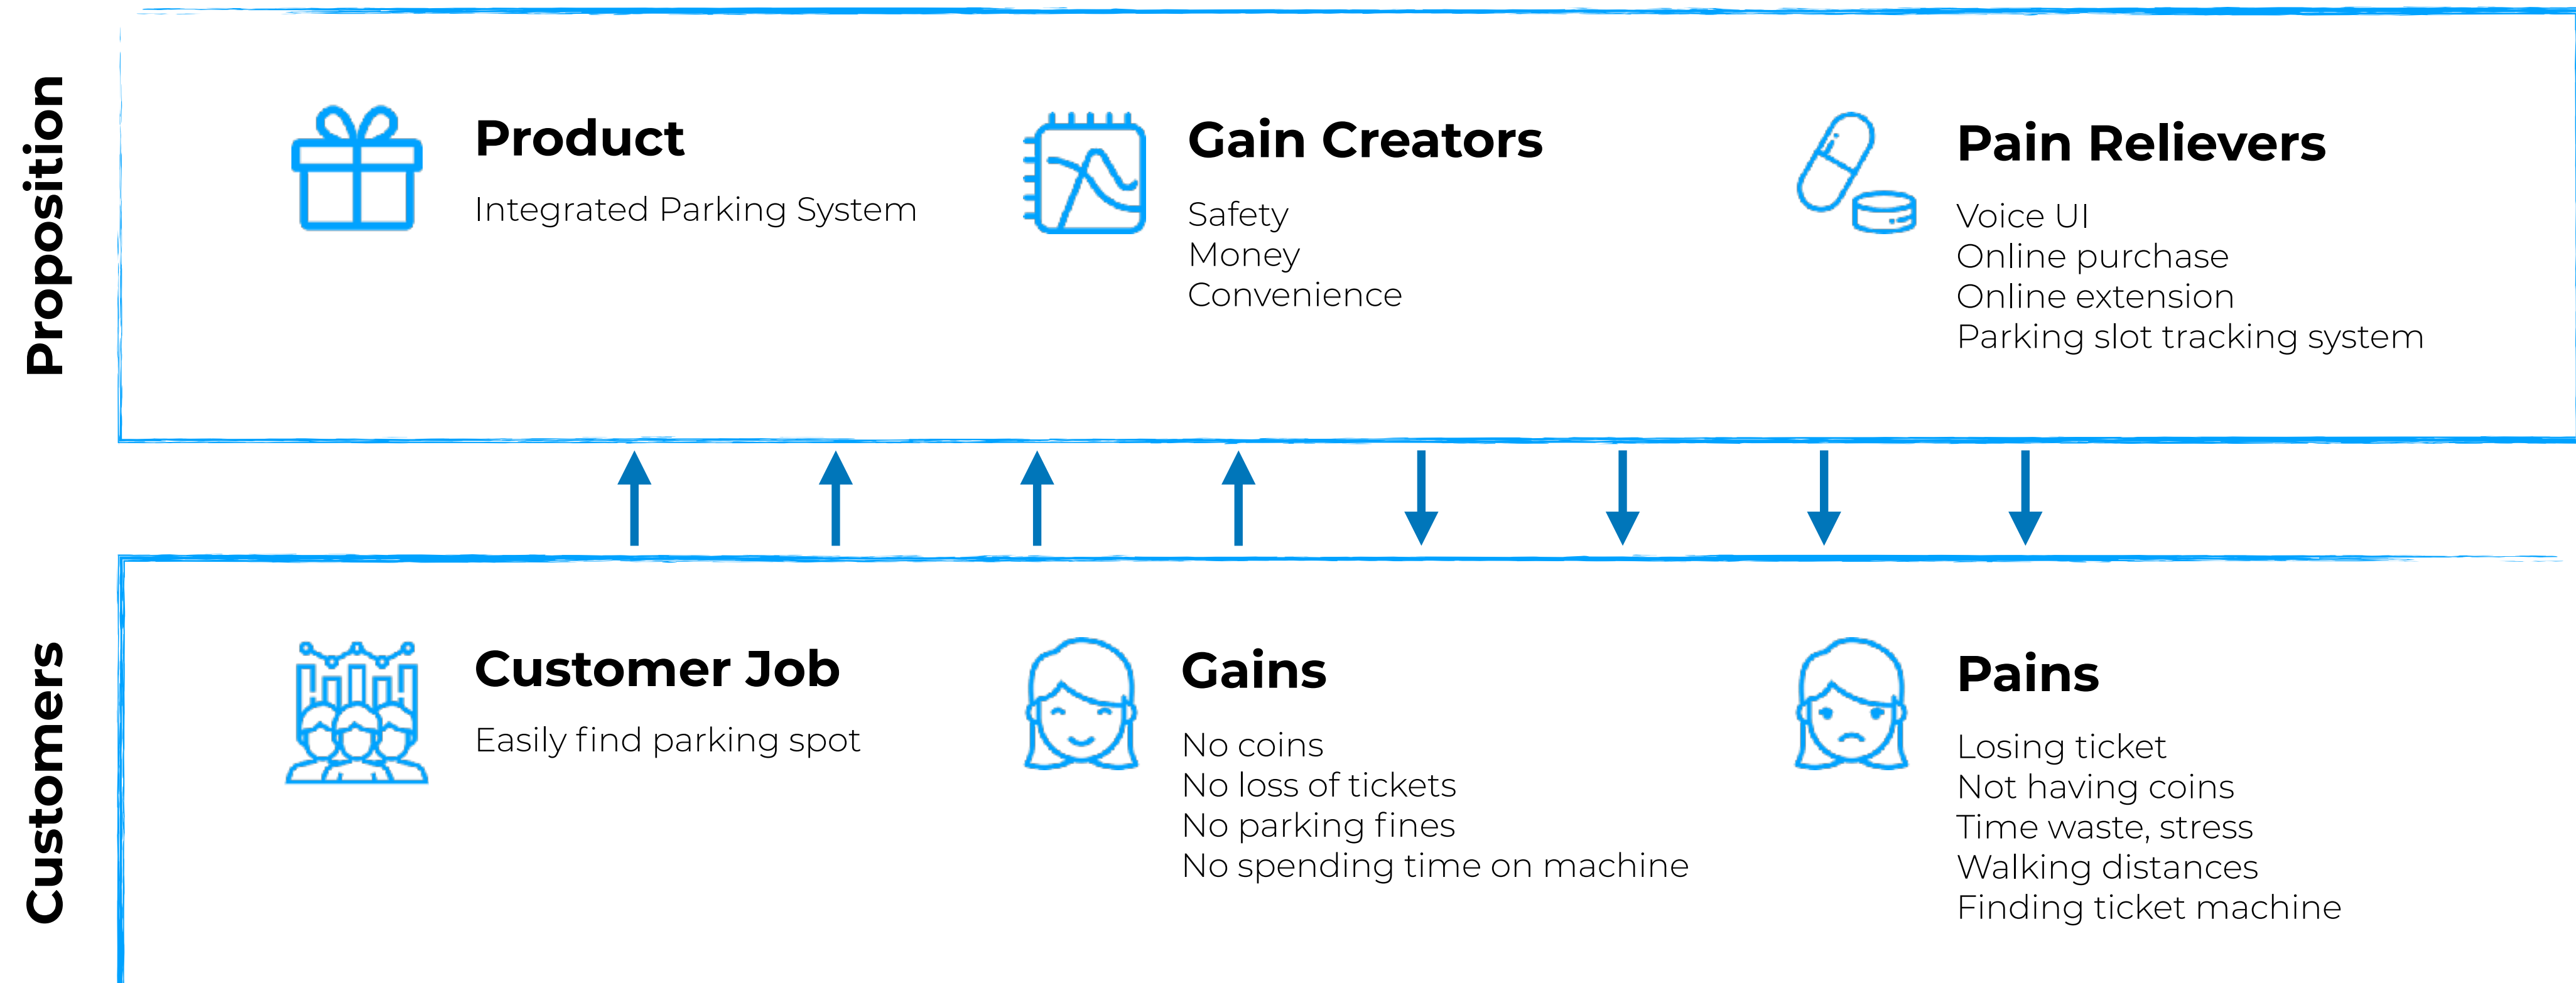 Proposition
Product
Integrated Parking System
Gain Creators
Safety
Money
Convenience
Pain Relievers
Voice UI
Online purchase
Online extension
Parking slot tracking system
Customers
Customer Job
Easily find parking spot
Gains
No coins
No loss of tickets
No parking fines
No spending time on machine
Pains
Losing ticket
Not having coins
Time waste, stress
Walking distances
Finding ticket machine